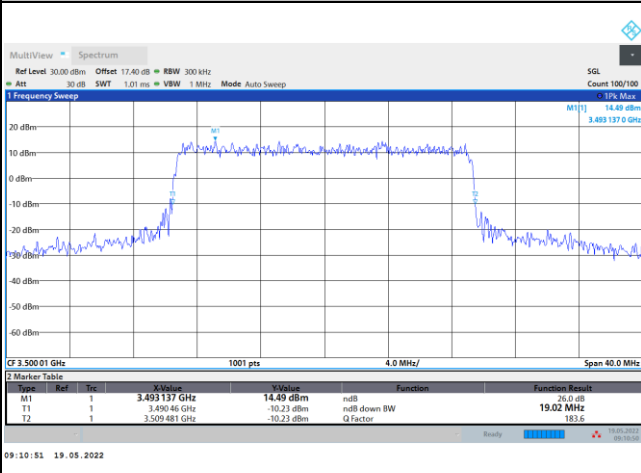 MultiView Spectrum
Ref Level 30.00 dBm Offset 17.40 dB RBW 300 kHz SGL
Att 30 dB SWT 1.01 ms VBW 1 MHz Mode Auto Sweep Count 100/100
1 Frequency Sweep 1Pk Max
M1[1] 14.49 dBm
3.493 137 0 GHz
M1
20 dBm
10 dBm
0 dBm
-10 dBm
-20 dBm
-30 dBm
-40 dBm
-50 dBm
-60 dBm
CF 3.500 01 GHz 1001 pts 4.0 MHz/ Span 40.0 MHz
2 Marker Table
Type Ref Trc X-Value Y-Value Function Function Result
M1 1 3.493 137 GHz 14.49 dBm ndB 26.0 dB
T1 1 3.490 46 GHz -10.23 dBm ndB down BW 19.02 MHz
T2 1 3.509 481 GHz -10.23 dBm Q Factor 183.6
Ready 19.05.2022
09:10:50
09:10:51 19.05.2022